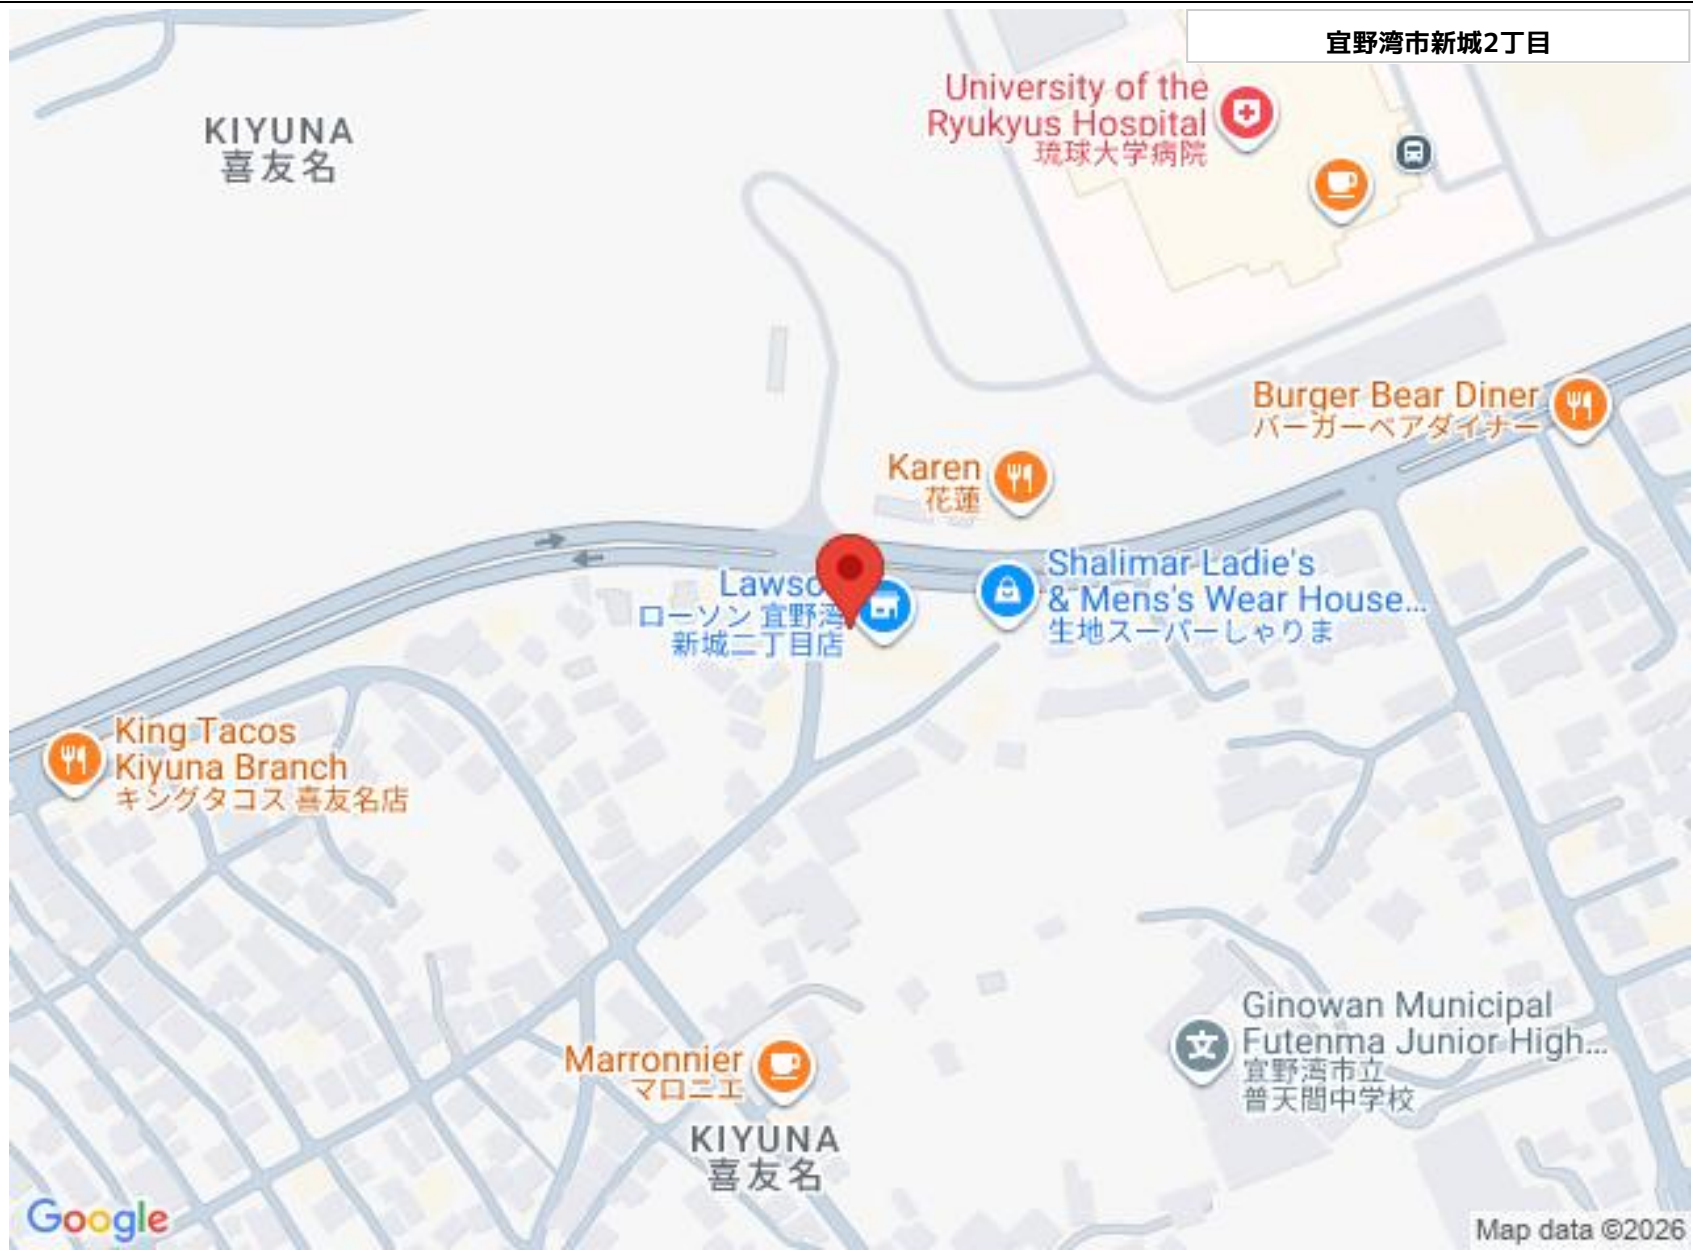 宜野湾市新城2丁目
University of the
Ryukyus Hospital
琉球大学病院
KIYUNA
喜友名
Burger Bear Diner
バーガーベアダイナー
Karen
花蓮
Shalimar Ladie's
& Mens's Wear House...
生地スーパーしゃりま
Lawso
ローソン 宜野湾
新城二丁目店
King Tacos
Kiyuna Branch
キングタコス 喜友名店
Ginowan Municipal
Futenma Junior High...
宜野湾市立
普天間中学校
文
Marronnier
マロニエ
KIYUNA
喜友名
Google
Map data ©2026